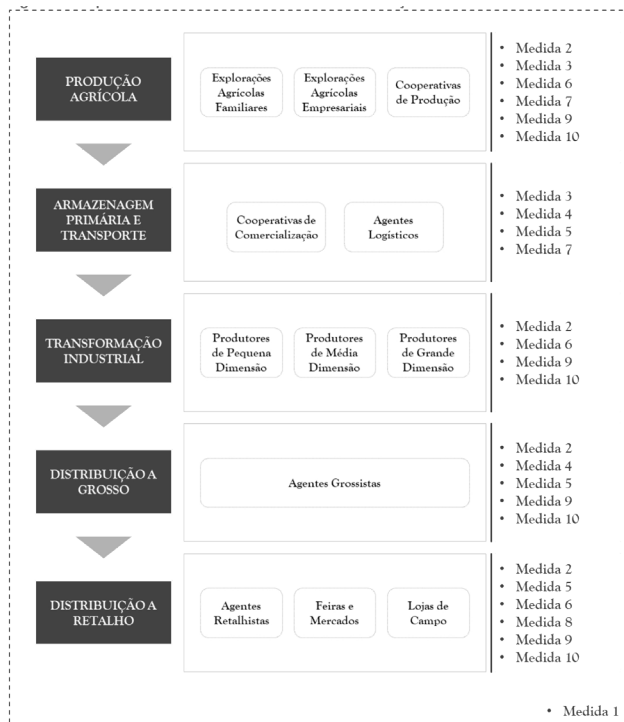 PRODUÇÃO
AGRÍCOLA
Explorações
Agrícolas
Familiares
Explorações
Agrícolas
Empresariais
Cooperativas
de Produção
• Medida 2
• Medida 3
• Medida 6
• Medida 7
• Medida 9
• Medida 10
ARMAZENAGEM
PRIMÁRIA E
TRANSPORTE
Cooperativas de
Comercialização
Agentes
Logísticos
• Medida 3
• Medida 4
• Medida 5
• Medida 7
TRANSFORMAÇÃO
INDUSTRIAL
Produtores
de Pequena
Dimensão
Produtores
de Média
Dimensão
Produtores
de Grande
Dimensão
• Medida 2
• Medida 6
• Medida 9
• Medida 10
DISTRIBUIÇÃO A
GROSSO
Agentes Grossistas
• Medida 2
• Medida 4
• Medida 5
• Medida 9
• Medida 10
DISTRIBUIÇÃO A
RETALHO
Agentes
Retalhistas
Feiras e
Mercados
Lojas de
Campo
• Medida 2
• Medida 5
• Medida 6
• Medida 8
• Medida 9
• Medida 10
• Medida 1